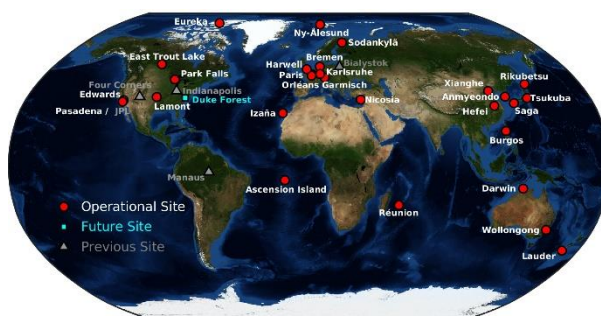 Eureka
Ny-Ålesund
Sodankylä
East Trout Lake
Harwell
Bremen
Bialystok
Park Falls
Paris
Karlsruhe
Rikubetsu
Four Corners
Indianapolis
Orléans
Garmisch
Xianghe
Edwards
Duke Forest
Nicosia
Anmyeondo
Tsukuba
Pasadena / JPL
Lamont
Izaña
Hefei
Saga
Burgos
Manaus
Ascension Island
Darwin
Operational Site
Réunion
Future Site
Wollongong
Previous Site
Lauder